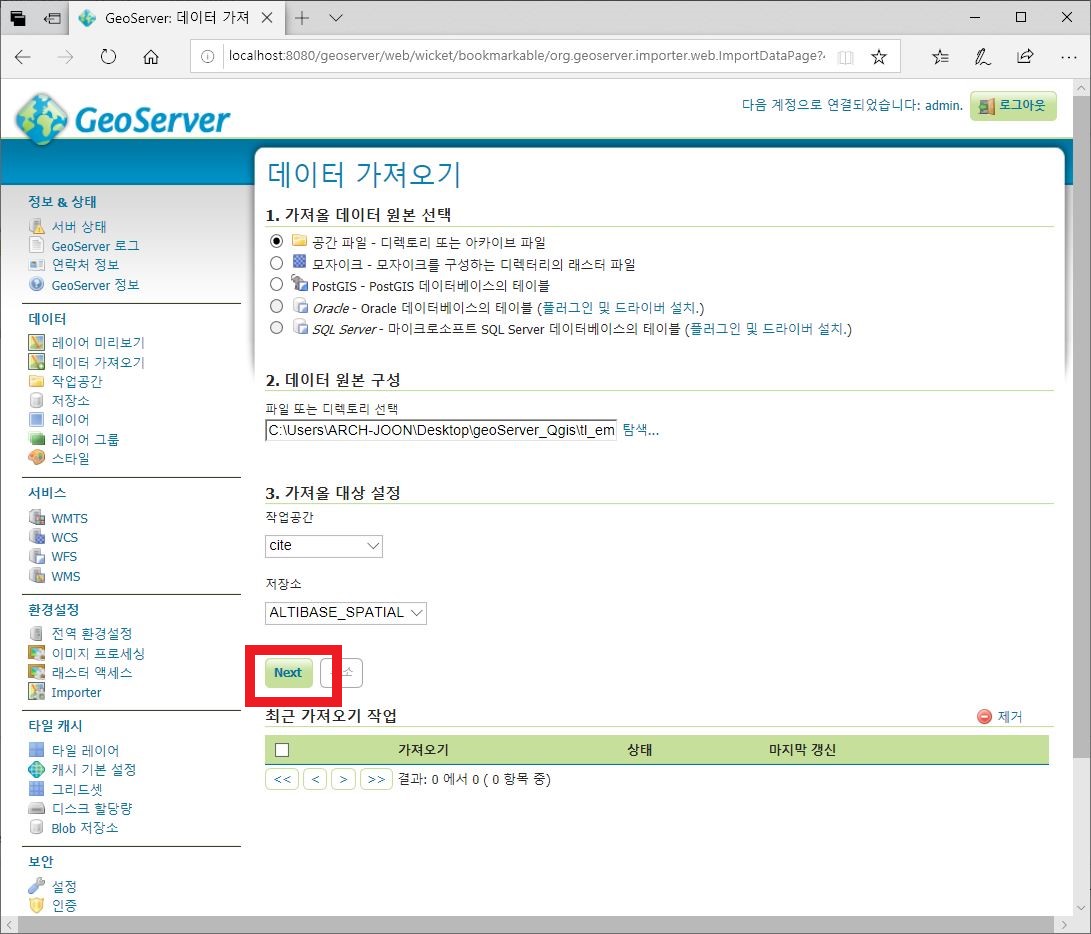 GeoServer: 데이터 가져
localhost:8080/geoserver/web/wicket/bookmarkable/org.geoserver.importer.web.ImportDataPage?
GeoServer
다음 계정으로 연결되었습니다: admin.
로그아웃
정보 & 상태
서버 상태
GeoServer 로그
연락처 정보
GeoServer 정보
데이터
레이어 미리보기
데이터 가져오기
작업공간
저장소
레이어
레이어 그룹
스타일
서비스
WMTS
WCS
WFS
WMS
환경설정
전역 환경설정
이미지 프로세싱
래스터 액세스
Importer
타일 캐시
타일 레이어
캐시 기본 설정
그리드셋
디스크 할당량
Blob 저장소
보안
설정
인증
데이터 가져오기
1. 가져올 데이터 원본 선택
공간 파일 - 디렉토리 또는 아카이브 파일
모자이크 - 모자이크를 구성하는 디렉터리의 래스터 파일
PostGIS - PostGIS 데이터베이스의 테이블
Oracle - Oracle 데이터베이스의 테이블 (플러그인 및 드라이버 설치.)
SQL Server - 마이크로소프트 SQL Server 데이터베이스의 테이블 (플러그인 및 드라이버 설치.)
2. 데이터 원본 구성
파일 또는 디렉토리 선택
C:\Users\ARCH-JOON\Desktop\geoServer_Qgis\tl_em 탐색...
3. 가져올 대상 설정
작업공간
cite
저장소
ALTIBASE_SPATIAL
Next
소
최근 가져오기 작업
제거
가져오기 상태 마지막 갱신
<< < > >> 결과: 0 에서 0 ( 0 항목 중)